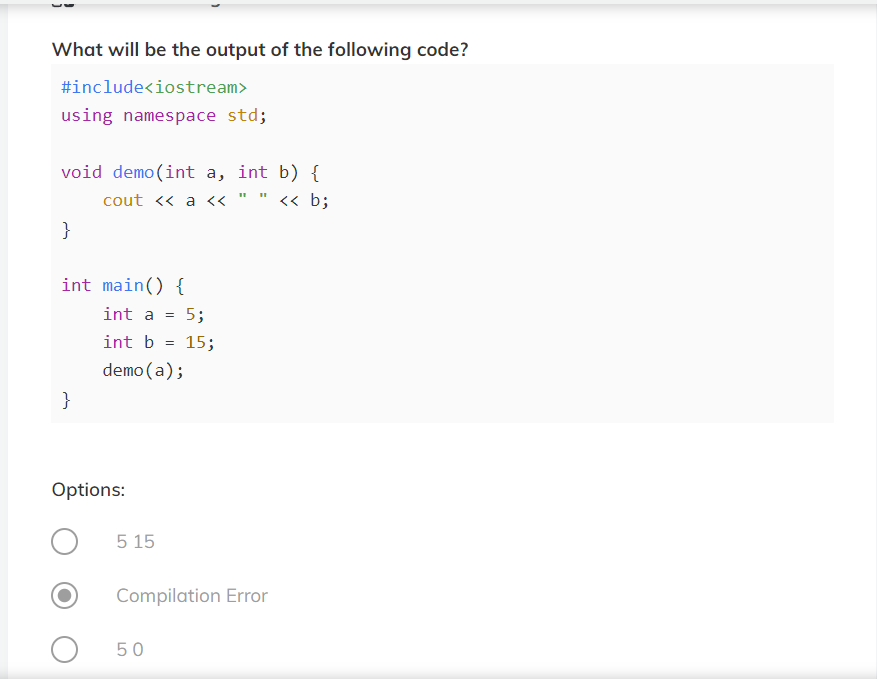 What will be the output of the following code?
#include<iostream>
using namespace std;
void demo(int a, int b) {
    cout << a << " " << b;
}
int main() {
    int a = 5;
    int b = 15;
    demo(a);
}
Options:
5 15
Compilation Error
5 0